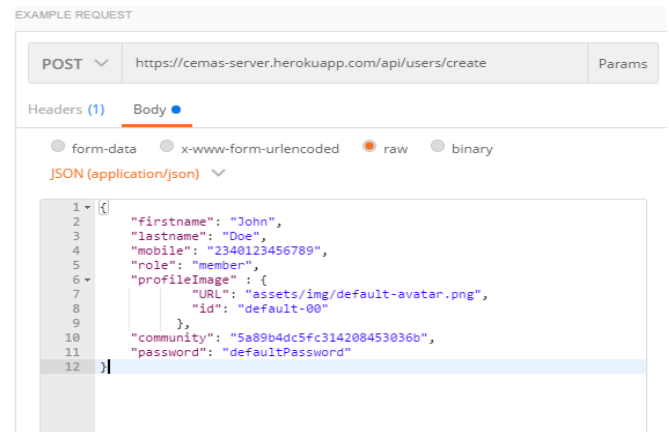 EXAMPLE REQUEST
POST https://cemas-server.herokuapp.com/api/users/create Params
Headers (1) Body
form-data x-www-form-urlencoded raw binary
JSON (application/json)
1 {
2 "firstname": "John",
3 "lastname": "Doe",
4 "mobile": "2340123456789",
5 "role": "member",
6 "profileImage" : {
7 "URL": "assets/img/default-avatar.png",
8 "id": "default-00"
9 },
10 "community": "5a89b4dc5fc314208453036b",
11 "password": "defaultPassword"
12 }